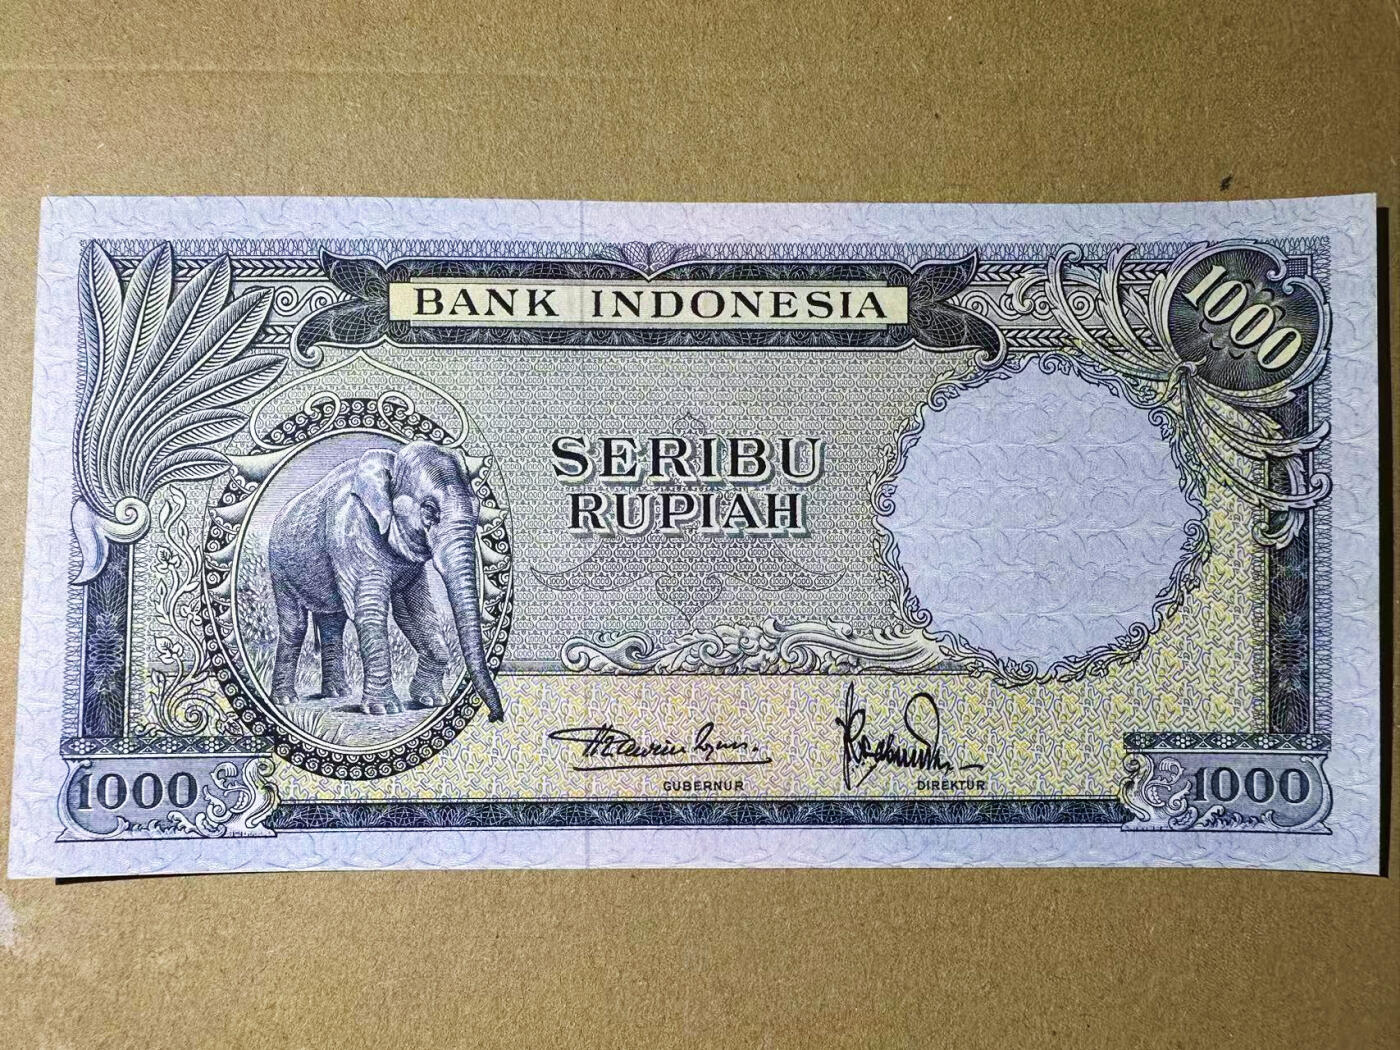 BANK INDONESIA
1000
SERIBU
RUPIAH
GUBERNUR
DIREKTUR
1000
1000